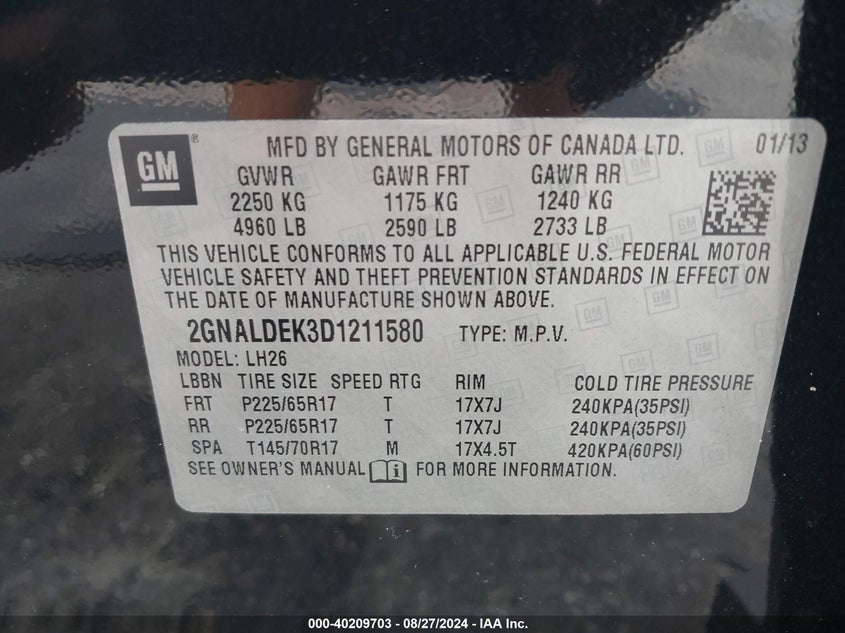 GM ® MFD BY GENERAL MOTORS OF CANADA LTD. 01/13
GVWR GAWR FRT GAWR RR
2250 KG 1175 KG 1240 KG
4960 LB 2590 LB 2733 LB
THIS VEHICLE CONFORMS TO ALL APPLICABLE U.S. FEDERAL MOTOR
VEHICLE SAFETY AND THEFT PREVENTION STANDARDS IN EFFECT ON
THE DATE OF MANUFACTURE SHOWN ABOVE.
2GNALDEK3D1211580 TYPE: M.P.V.
MODEL: LH26
LBBN TIRE SIZE SPEED RTG RIM COLD TIRE PRESSURE
FRT P225/65R17 T 17X7J 240KPA(35PSI)
RR P225/65R17 T 17X7J 240KPA(35PSI)
SPA T145/70R17 M 17X4.5T 420KPA(60PSI)
SEE OWNER'S MANUAL i FOR MORE INFORMATION.
000-40209703 - 08/27/2024 - IAA Inc.